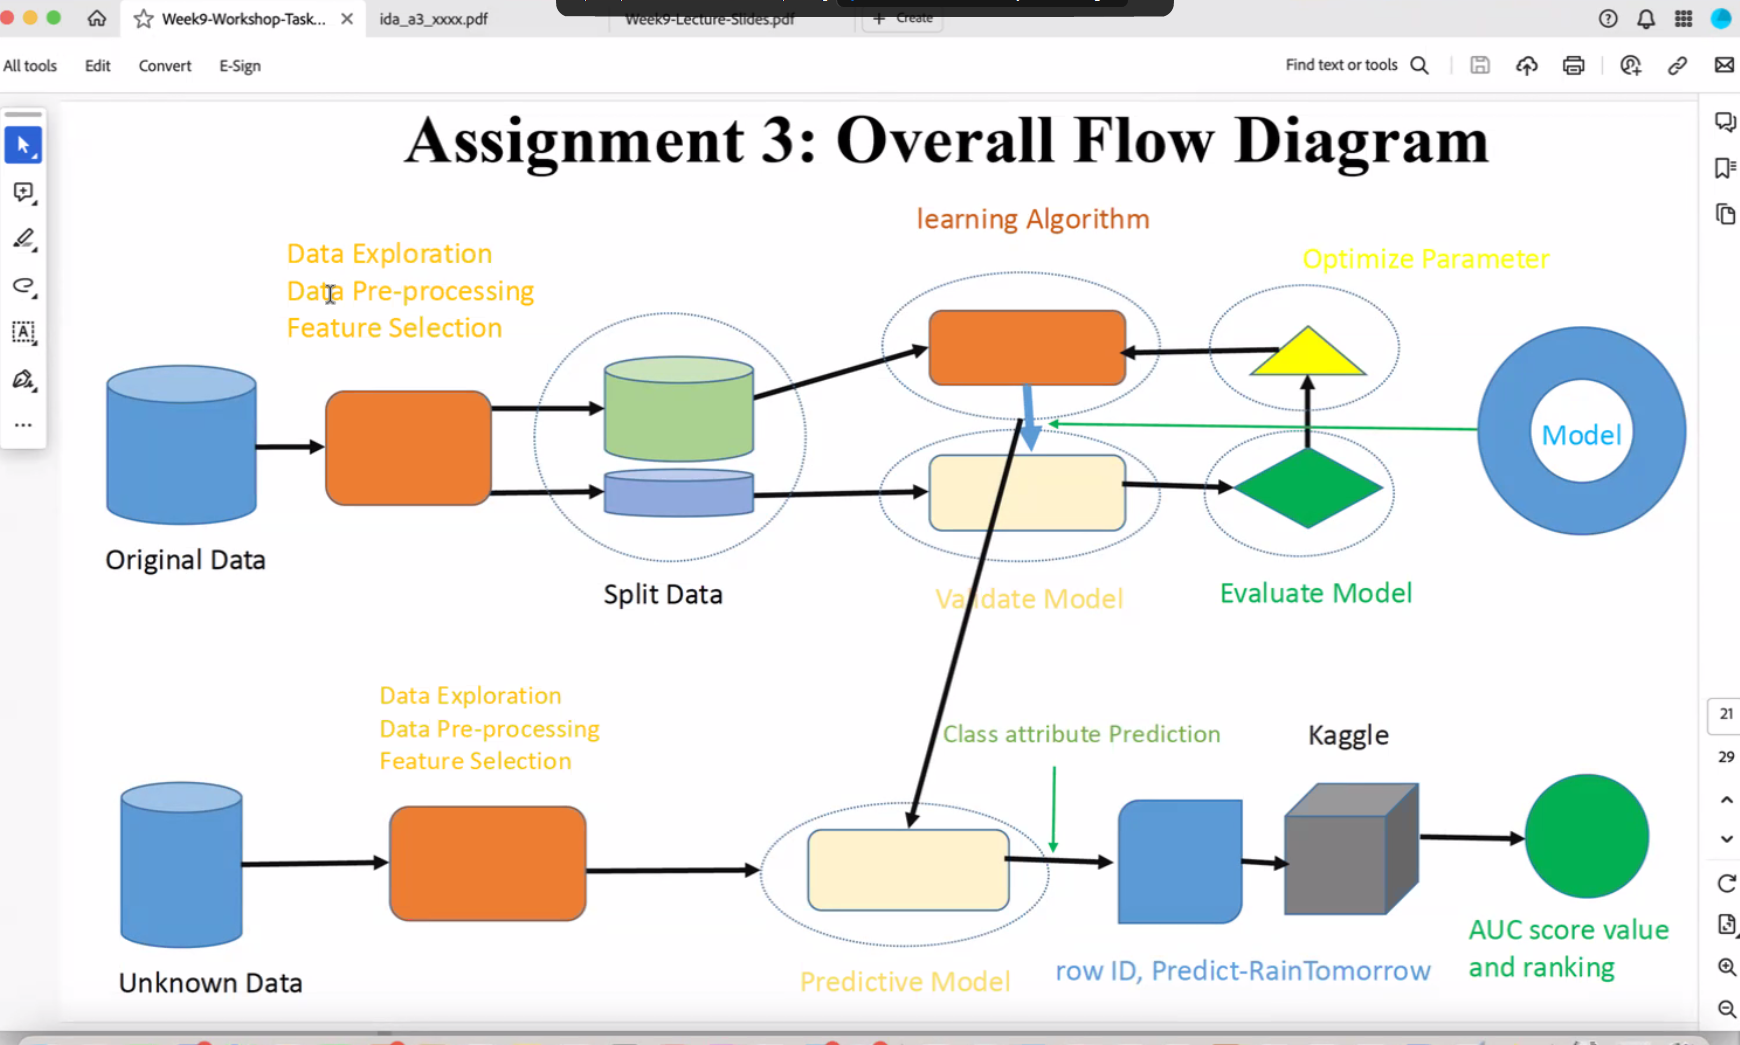 Week9-Workshop-Task...
ida_a3_xxxx.pdf
Week9-Lecture-Slides.pdf
Create
All tools
Edit
Convert
E-Sign
Find text or tools
Assignment 3: Overall Flow Diagram
learning Algorithm
Data Exploration
Data Pre-processing
Feature Selection
Optimize Parameter
Model
Original Data
Split Data
Validate Model
Evaluate Model
Data Exploration
Data Pre-processing
Feature Selection
Class attribute Prediction
Kaggle
21
29
Unknown Data
Predictive Model
row ID, Predict-RainTomorrow
AUC score value
and ranking